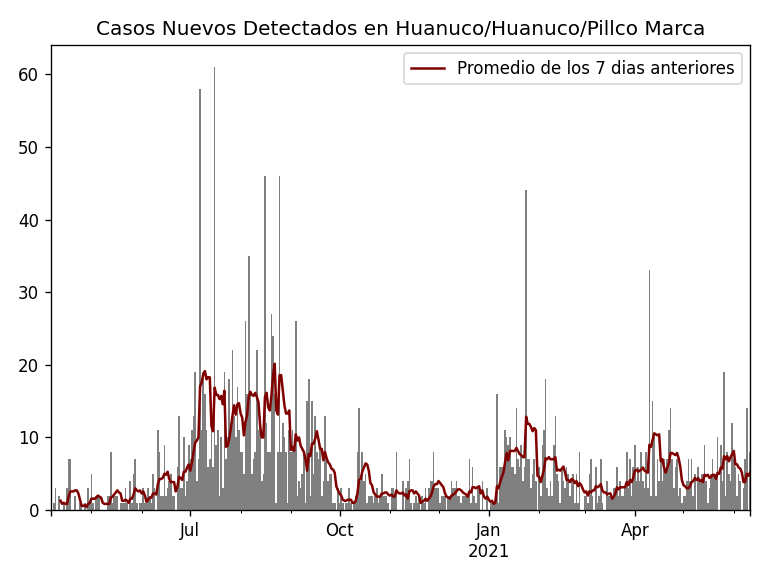 Casos Nuevos Detectados en Huanuco/Huanuco/Pillco Marca
Promedio de los 7 dias anteriores
60
50
40
30
20
10
0
Jul
Oct
Jan
2021
Apr